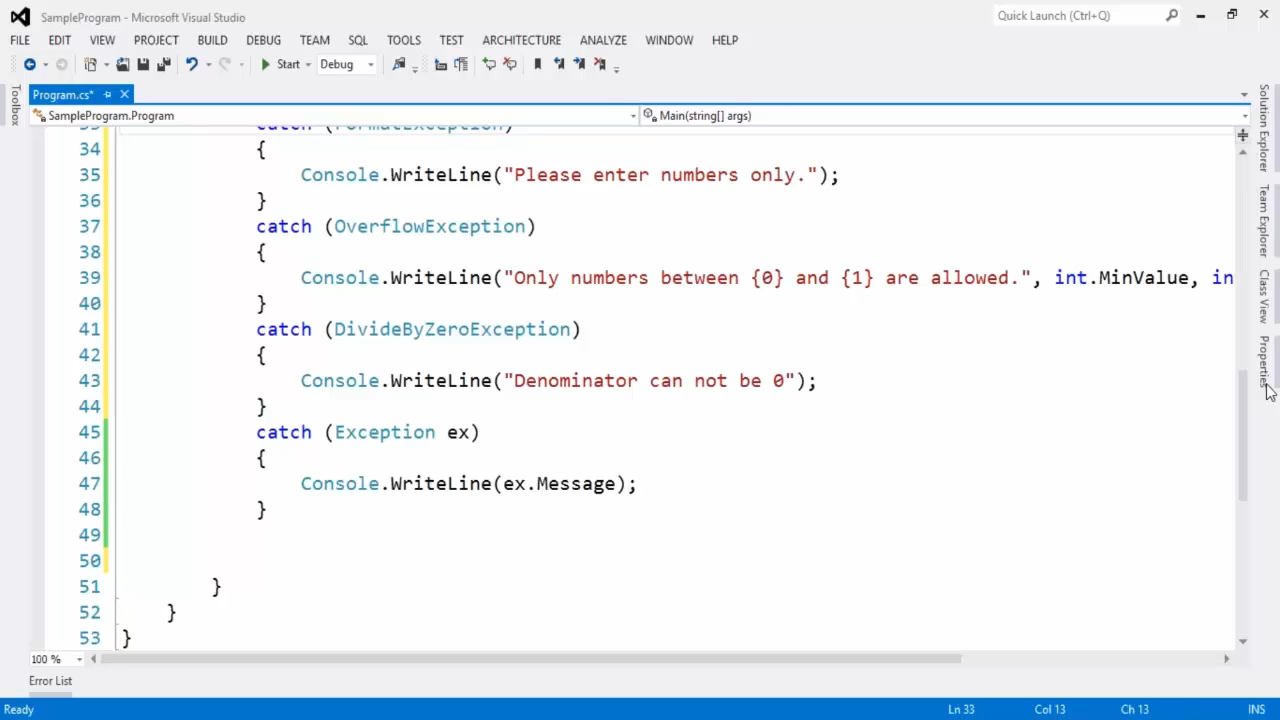 SampleProgram - Microsoft Visual Studio
Quick Launch (Ctrl+Q)
FILE EDIT VIEW PROJECT BUILD DEBUG TEAM SQL TOOLS TEST ARCHITECTURE ANALYZE WINDOW HELP
Start Debug
Program.cs*
SampleProgram.Program Main(string[] args)
Toolbox
33 catch (FormatException)
34 {
35 Console.WriteLine("Please enter numbers only.");
36 }
37 catch (OverflowException)
38 {
39 Console.WriteLine("Only numbers between {0} and {1} are allowed.", int.MinValue, in
40 }
41 catch (DivideByZeroException)
42 {
43 Console.WriteLine("Denominator can not be 0");
44 }
45 catch (Exception ex)
46 {
47 Console.WriteLine(ex.Message);
48 }
49
50
51 }
52 }
53 }
Solution Explorer
Team Explorer
Class View
Properties
100 %
Error List
Ready Ln 33 Col 13 Ch 13 INS